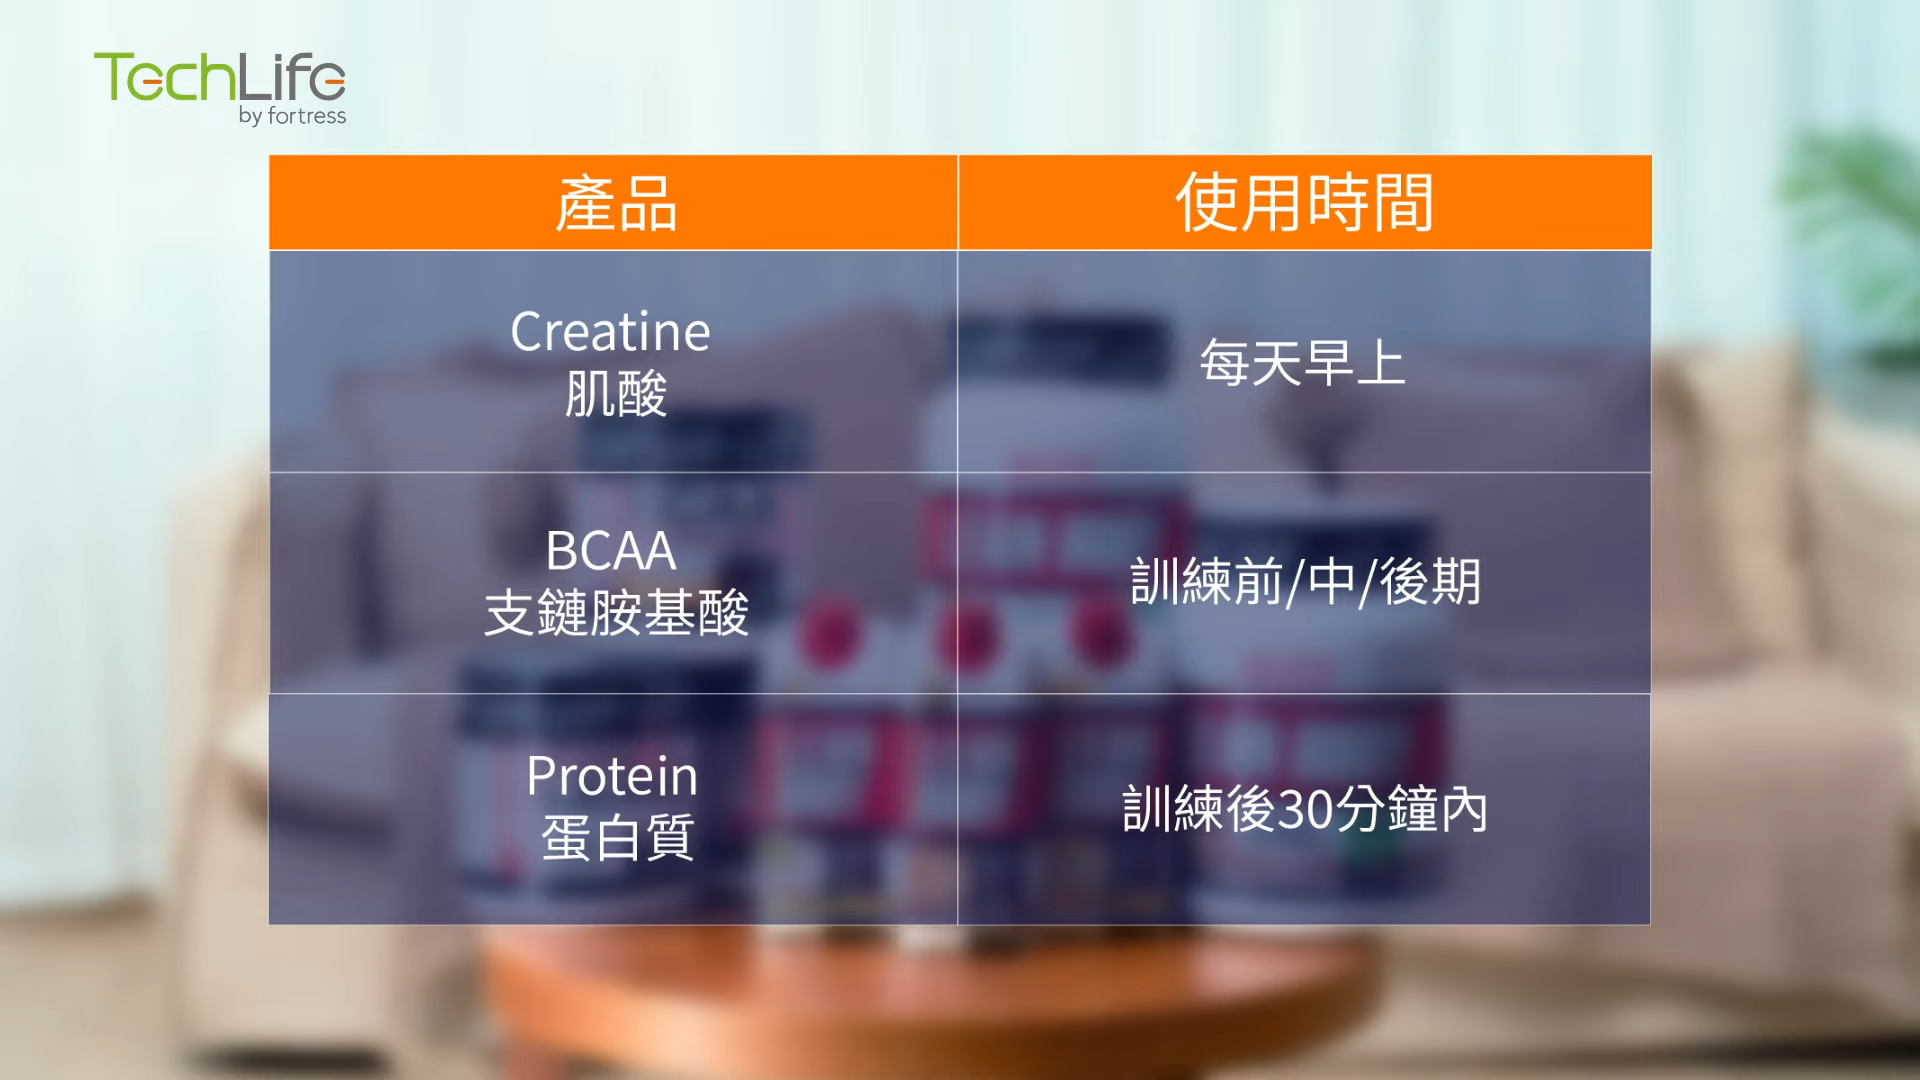 TechLife
by fortress
產品
使用時間
Creatine
肌酸
每天早上
BCAA
支鏈胺基酸
訓練前/中/後期
Protein
蛋白質
訓練後30分鐘內